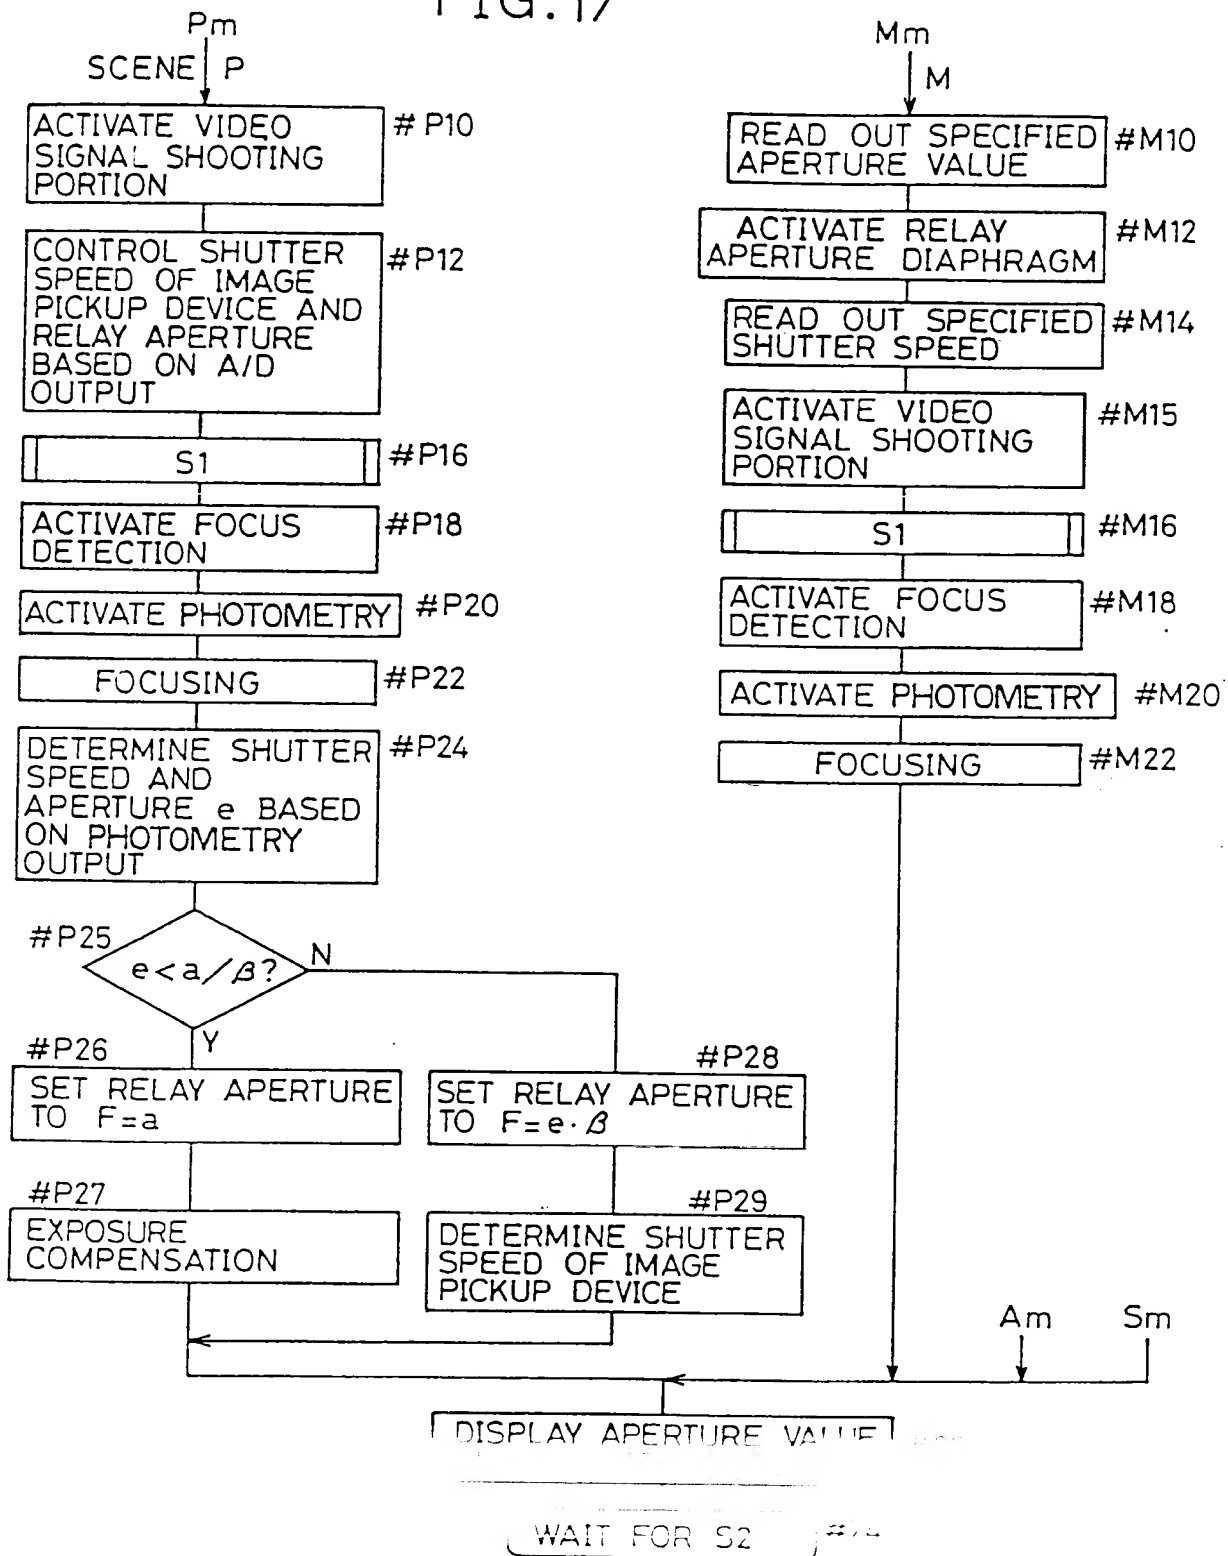 FIG. 17
Pm
SCENE P
ACTIVATE VIDEO
SIGNAL SHOOTING
PORTION
#P10
CONTROL SHUTTER
SPEED OF IMAGE
PICKUP DEVICE AND
RELAY APERTURE
BASED ON A/D
OUTPUT
#P12
S1
#P16
ACTIVATE FOCUS
DETECTION
#P18
ACTIVATE PHOTOMETRY
#P20
FOCUSING
#P22
DETERMINE SHUTTER
SPEED AND
APERTURE e BASED
ON PHOTOMETRY
OUTPUT
#P24
#P25
e<a/β?
N
Y
#P26
SET RELAY APERTURE
TO F=a
#P27
EXPOSURE
COMPENSATION
#P28
SET RELAY APERTURE
TO F=e·β
#P29
DETERMINE SHUTTER
SPEED OF IMAGE
PICKUP DEVICE
Mm
M
READ OUT SPECIFIED
APERTURE VALUE
#M10
ACTIVATE RELAY
APERTURE DIAPHRAGM
#M12
READ OUT SPECIFIED
SHUTTER SPEED
#M14
ACTIVATE VIDEO
SIGNAL SHOOTING
PORTION
#M15
S1
#M16
ACTIVATE FOCUS
DETECTION
#M18
ACTIVATE PHOTOMETRY
#M20
FOCUSING
#M22
Am
Sm
DISPLAY APERTURE VALUE
WAIT FOR S2